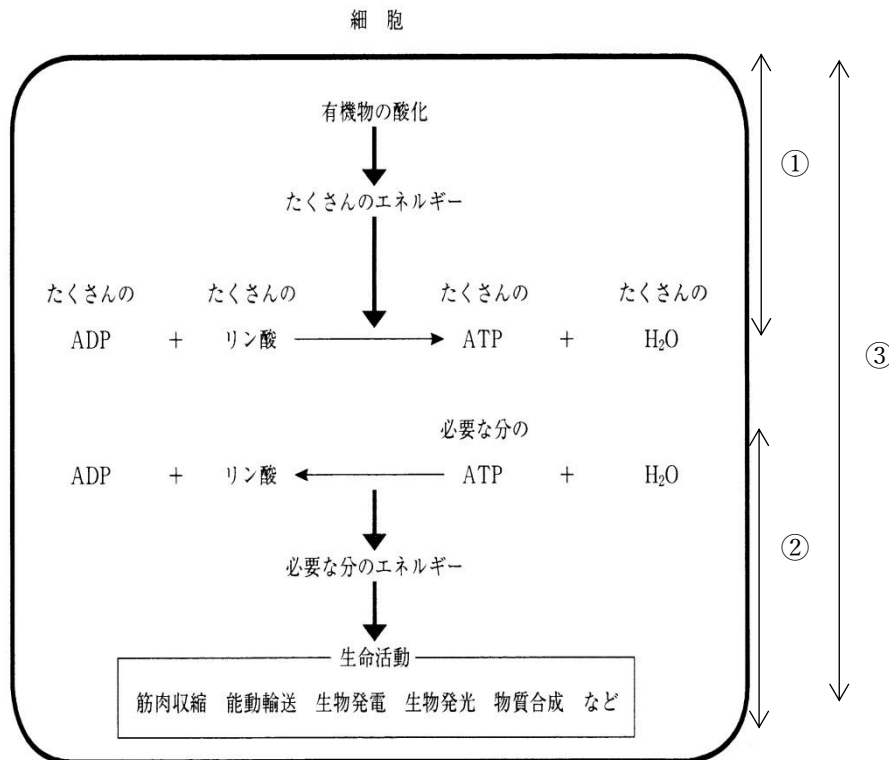 細 胞
有機物の酸化
①
たくさんのエネルギー
たくさんの たくさんの たくさんの たくさんの
ADP + リン酸 ATP + H₂O
③
必要な分の
ADP + リン酸 ATP + H₂O
②
必要な分のエネルギー
生命活動
筋肉収縮 能動輸送 生物発電 生物発光 物質合成 など